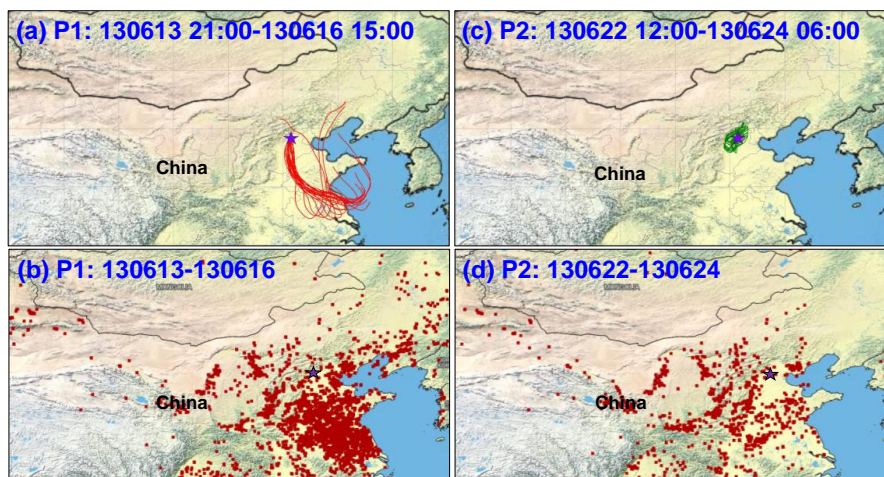 (a) P1: 130613 21:00-130616 15:00
China
(c) P2: 130622 12:00-130624 06:00
China
(b) P1: 130613-130616
MONGOLIA
China
(d) P2: 130622-130624
MONGOLIA
China